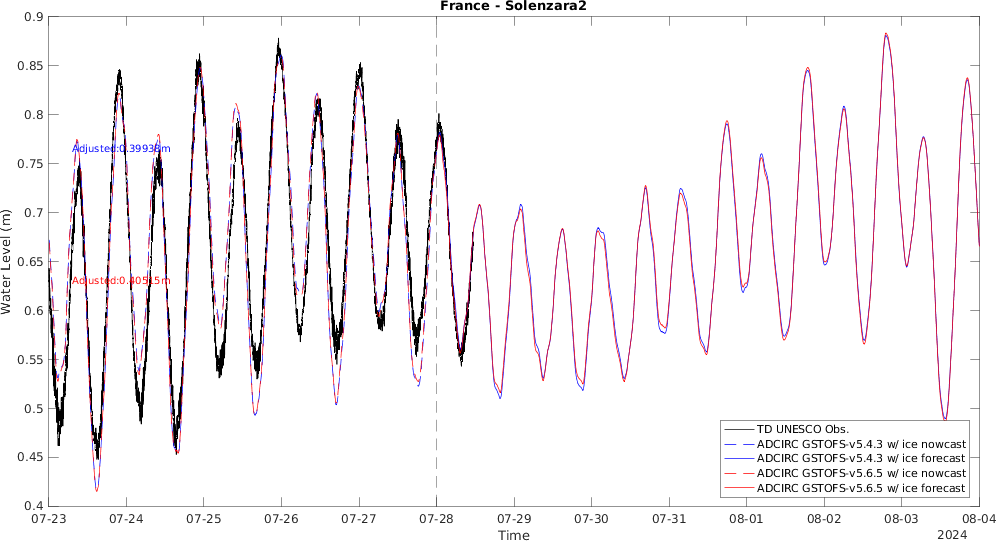 France - Solenzara2
0.9
0.85
0.8
0.75
0.7
0.65
0.6
0.55
0.5
0.45
0.4
Water Level (m)
Adjusted:0.39938m
Adjusted:0.40515m
TD UNESCO Obs.
ADCIRC GSTOFS-v5.4.3 w/ ice nowcast
ADCIRC GSTOFS-v5.4.3 w/ ice forecast
ADCIRC GSTOFS-v5.6.5 w/ ice nowcast
ADCIRC GSTOFS-v5.6.5 w/ ice forecast
07-23 07-24 07-25 07-26 07-27 07-28 07-29 07-30 07-31 08-01 08-02 08-03 08-04
Time
2024